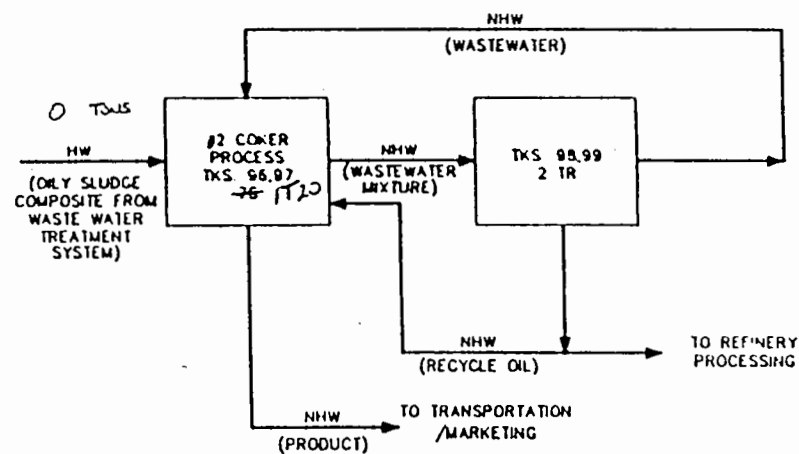 NHW
(WASTEWATER)
O TONS
HW
(OILY SLUDGE
COMPOSITE FROM
WASTE WATER
TREATMENT
SYSTEM)
#2 COKER
PROCESS
TKS. 96,97
76
NHW
(WASTEWATER
MIXTURE)
TKS. 98,99
2 TR
NHW
(RECYCLE OIL)
TO REFINERY
PROCESSING
NHW
(PRODUCT)
TO TRANSPORTATION
/MARKETING